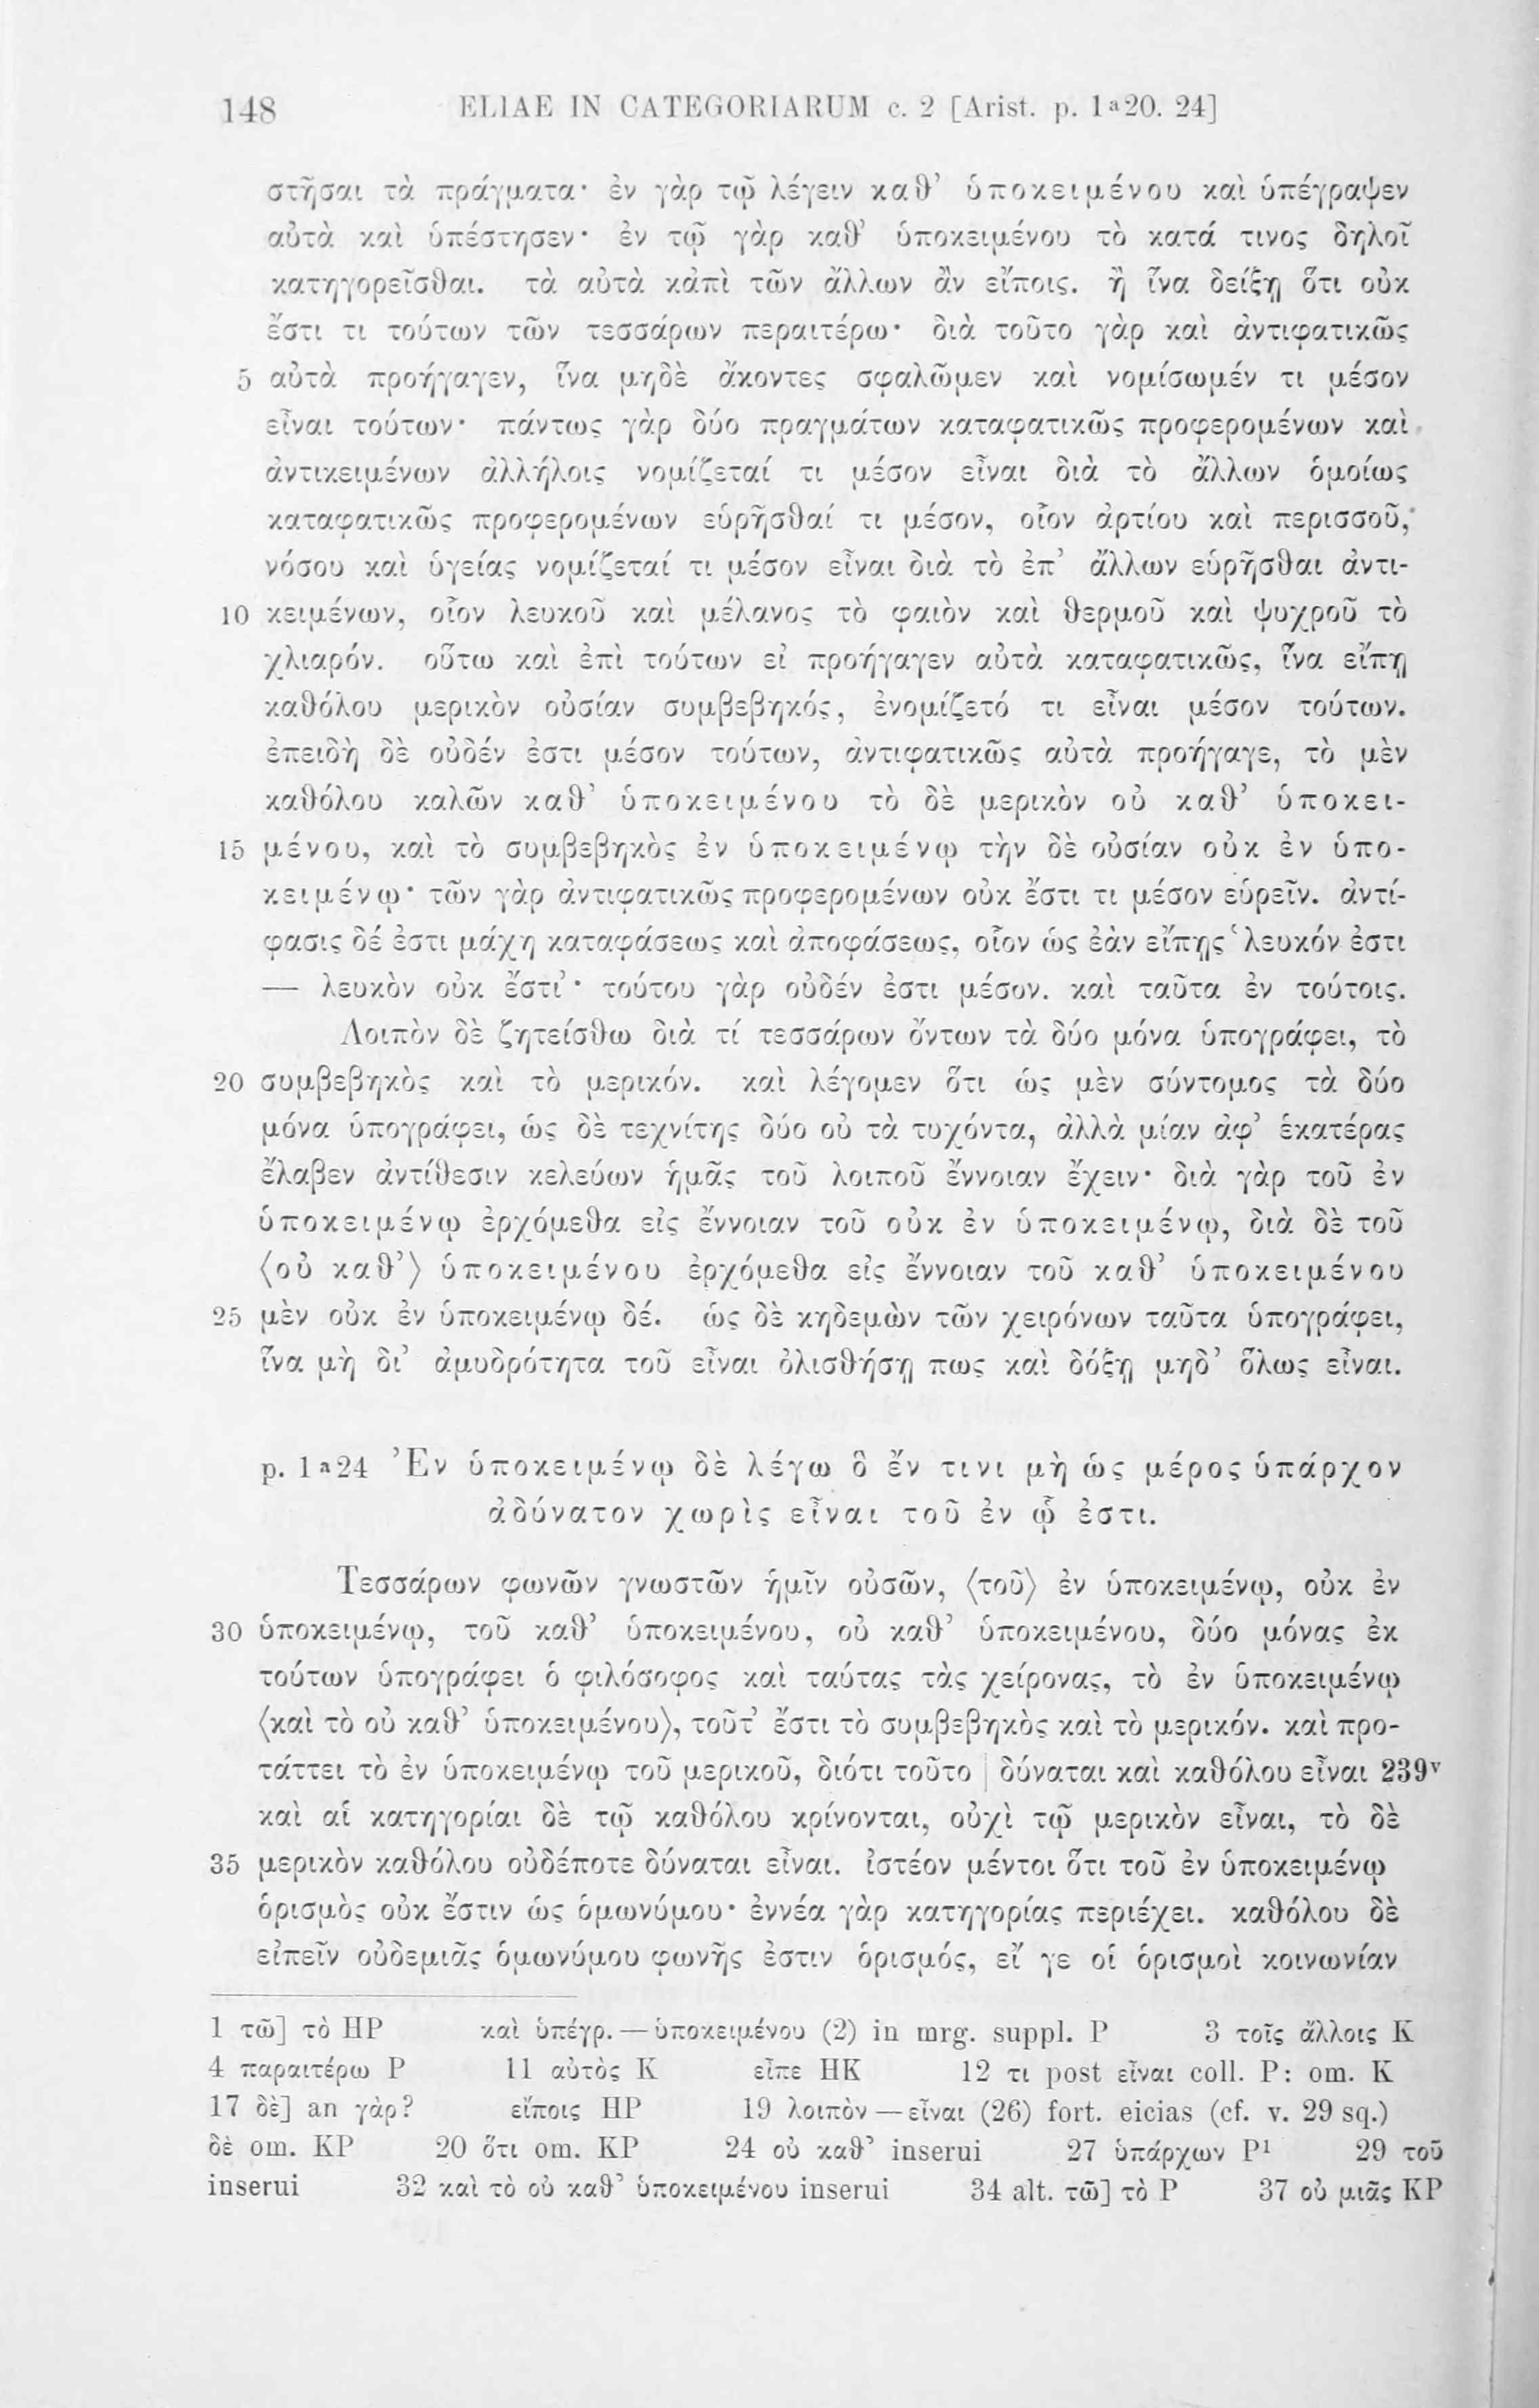 148 ELIAE IN CATEGORIARUM c. 2 [Arist. p. 1ª20. 24]
στῆσαι τὰ πράγματα· ἐν γὰρ τῷ λέγειν καθ’ ὑποκειμένου καὶ ὑπέγραψεν
αὐτὰ καὶ ὑπέστησεν· ἐν τῷ γὰρ καθ’ ὑποκειμένου τὸ κατά τινος δηλοῖ
κατηγορεῖσθαι. τὰ αὐτὰ κἀπὶ τῶν ἄλλων ἂν εἴποις. ἢ ἵνα δείξῃ ὅτι οὐκ
ἔστι τι τούτων τῶν τεσσάρων περαιτέρω· διὰ τοῦτο γὰρ καὶ ἀντιφατικῶς
5 αὐτὰ προήγαγεν, ἵνα μηδὲ ἄκοντες σφαλῶμεν καὶ νομίσωμέν τι μέσον
εἶναι τούτων· πάντως γὰρ δύο πραγμάτων καταφατικῶς προφερομένων καὶ
ἀντικειμένων ἀλλήλοις νομίζεταί τι μέσον εἶναι διὰ τὸ ἄλλων ὁμοίως
καταφατικῶς προφερομένων εὑρῆσθαί τι μέσον, οἷον ἀρτίου καὶ περισσοῦ,
νόσου καὶ ὑγείας νομίζεταί τι μέσον εἶναι διὰ τὸ ἐπ’ ἄλλων εὑρῆσθαι ἀντι-
10 κειμένων, οἷον λευκοῦ καὶ μέλανος τὸ φαιὸν καὶ θερμοῦ καὶ ψυχροῦ τὸ
χλιαρόν. οὕτω καὶ ἐπὶ τούτων εἰ προήγαγεν αὐτὰ καταφατικῶς, ἵνα εἴπῃ
καθόλου μερικὸν οὐσίαν συμβεβηκός, ἐνομίζετό τι εἶναι μέσον τούτων.
ἐπειδὴ δὲ οὐδέν ἐστι μέσον τούτων, ἀντιφατικῶς αὐτὰ προήγαγε, τὸ μὲν
καθόλου καλῶν καθ’ ὑποκειμένου τὸ δὲ μερικὸν οὐ καθ’ ὑποκει-
15 μένου, καὶ τὸ συμβεβηκὸς ἐν ὑποκειμένῳ τὴν δὲ οὐσίαν οὐκ ἐν ὑπο-
κειμένῳ· τῶν γὰρ ἀντιφατικῶς προφερομένων οὐκ ἔστι τι μέσον εὑρεῖν. ἀντί-
φασις δέ ἐστι μάχη καταφάσεως καὶ ἀποφάσεως, οἷον ὡς ἐὰν εἴπῃς ‘λευκόν ἐστι
— λευκὸν οὐκ ἔστι’· τούτου γὰρ οὐδέν ἐστι μέσον. καὶ ταῦτα ἐν τούτοις.
Λοιπὸν δὲ ζητείσθω διὰ τί τεσσάρων ὄντων τὰ δύο μόνα ὑπογράφει, τὸ
20 συμβεβηκὸς καὶ τὸ μερικόν. καὶ λέγομεν ὅτι ὡς μὲν σύντομος τὰ δύο
μόνα ὑπογράφει, ὡς δὲ τεχνίτης δύο οὐ τὰ τυχόντα, ἀλλὰ μίαν ἀφ’ ἑκατέρας
ἔλαβεν ἀντίθεσιν κελεύων ἡμᾶς τοῦ λοιποῦ ἔννοιαν ἔχειν· διὰ γὰρ τοῦ ἐν
ὑποκειμένῳ ἐρχόμεθα εἰς ἔννοιαν τοῦ οὐκ ἐν ὑποκειμένῳ, διὰ δὲ τοῦ
⟨οὐ καθ’⟩ ὑποκειμένου ἐρχόμεθα εἰς ἔννοιαν τοῦ καθ’ ὑποκειμένου
25 μὲν οὐκ ἐν ὑποκειμένῳ δέ. ὡς δὲ κηδεμὼν τῶν χειρόνων ταῦτα ὑπογράφει,
ἵνα μὴ δι’ ἀμυδρότητα τοῦ εἶναι ὀλισθήσῃ πως καὶ δόξῃ μηδ’ ὅλως εἶναι.
p. 1ª24 Ἐν ὑποκειμένῳ δὲ λέγω ὃ ἔν τινι μὴ ὡς μέρος ὑπάρχον
ἀδύνατον χωρὶς εἶναι τοῦ ἐν ᾧ ἐστι.
Τεσσάρων φωνῶν γνωστῶν ἡμῖν οὐσῶν, ⟨τοῦ⟩ ἐν ὑποκειμένῳ, οὐκ ἐν
30 ὑποκειμένῳ, τοῦ καθ’ ὑποκειμένου, οὐ καθ’ ὑποκειμένου, δύο μόνας ἐκ
τούτων ὑπογράφει ὁ φιλόσοφος καὶ ταύτας τὰς χείρονας, τὸ ἐν ὑποκειμένῳ
⟨καὶ τὸ οὐ καθ’ ὑποκειμένου⟩, τοῦτ’ ἔστι τὸ συμβεβηκὸς καὶ τὸ μερικόν. καὶ προ-
τάττει τὸ ἐν ὑποκειμένῳ τοῦ μερικοῦ, διότι τοῦτο | δύναται καὶ καθόλου εἶναι 239ᵛ
καὶ αἱ κατηγορίαι δὲ τῷ καθόλου κρίνονται, οὐχὶ τῷ μερικὸν εἶναι, τὸ δὲ
35 μερικὸν καθόλου οὐδέποτε δύναται εἶναι. ἰστέον μέντοι ὅτι τοῦ ἐν ὑποκειμένῳ
ὁρισμὸς οὐκ ἔστιν ὡς ὁμωνύμου· ἐννέα γὰρ κατηγορίας περιέχει. καθόλου δὲ
εἰπεῖν οὐδεμιᾶς ὁμωνύμου φωνῆς ἐστιν ὁρισμός, εἴ γε οἱ ὁρισμοὶ κοινωνίαν
1 τῶ] τὸ HP καὶ ὑπέγρ. — ὑποκειμένου (2) in mrg. suppl. P 3 τοῖς ἄλλοις K
4 παραιτέρω P 11 αὐτὸς K εἶπε HK 12 τι post εἶναι coll. P: om. K
17 δὲ] an γὰρ? εἴποις HP 19 λοιπὸν — εἶναι (26) fort. eicias (cf. v. 29 sq.)
δὲ om. KP 20 ὅτι om. KP 24 οὐ καθ’ inserui 27 ὑπάρχων P¹ 29 τοῦ
inserui 32 καὶ τὸ οὐ καθ’ ὑποκειμένου inserui 34 alt. τῶ] τὸ P 37 οὐ μιᾶς KP